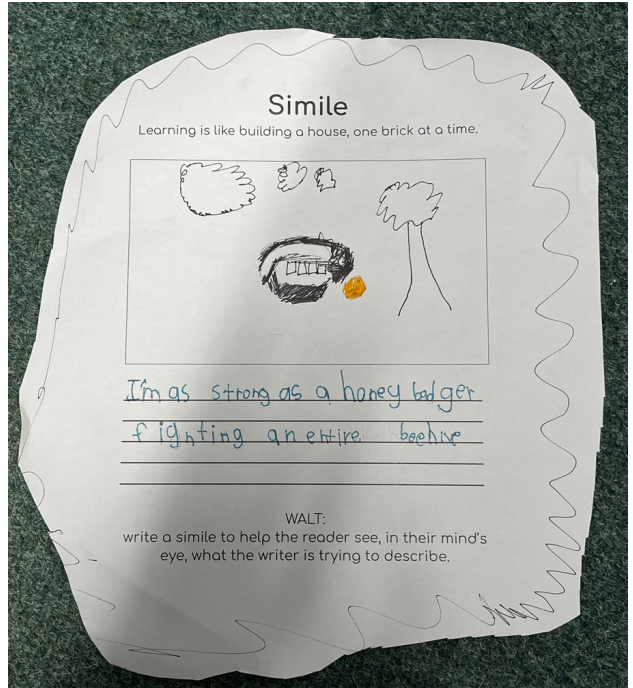 Simile
Learning is like building a house, one brick at a time.
I'm as strong as a honey badger
fighting an entire beehive
WALT:
write a simile to help the reader see, in their mind's
eye, what the writer is trying to describe.